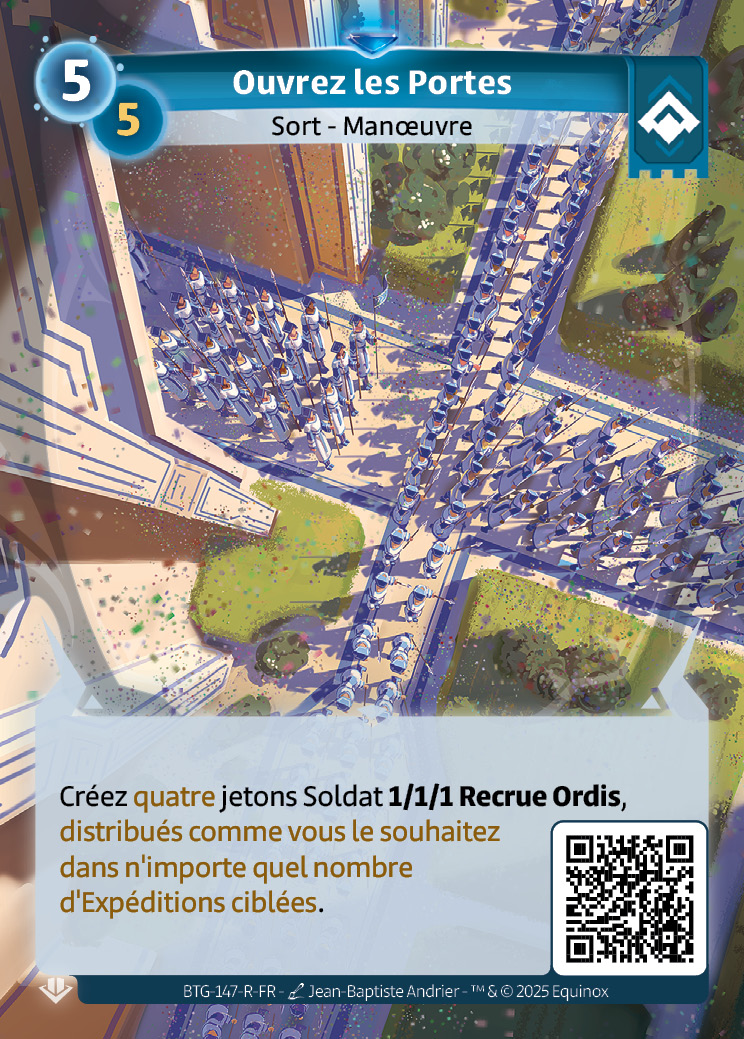 5
5
Ouvrez les Portes
Sort - Manœuvre
Créez quatre jetons Soldat 1/1/1 Recrue Ordis,
distribués comme vous le souhaitez
dans n'importe quel nombre
d'Expéditions ciblées.
BTG-147-R-FR - Jean-Baptiste Andrier - ™ & © 2025 Equinox